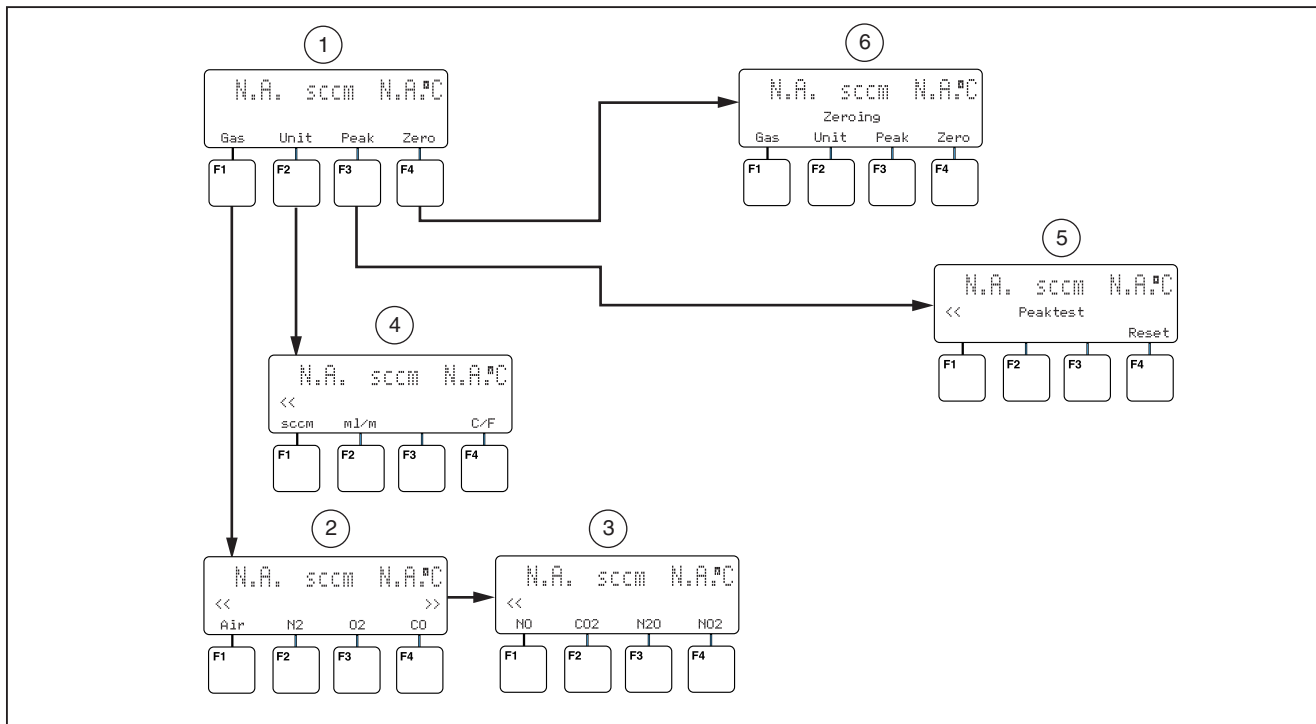 1
N.A. sccm N.A.°C
Gas Unit Peak Zero
F1 F2 F3 F4
6
N.A. sccm N.A.°C
Zeroing
Gas Unit Peak Zero
F1 F2 F3 F4
5
N.A. sccm N.A.°C
<< Peaktest
Reset
F1 F2 F3 F4
4
N.A. sccm N.A.°C
<<
sccm ml/m C/F
F1 F2 F3 F4
2
N.A. sccm N.A.°C
<< >>
Air N2 O2 CO
F1 F2 F3 F4
3
N.A. sccm N.A.°C
<<
NO CO2 N2O NO2
F1 F2 F3 F4